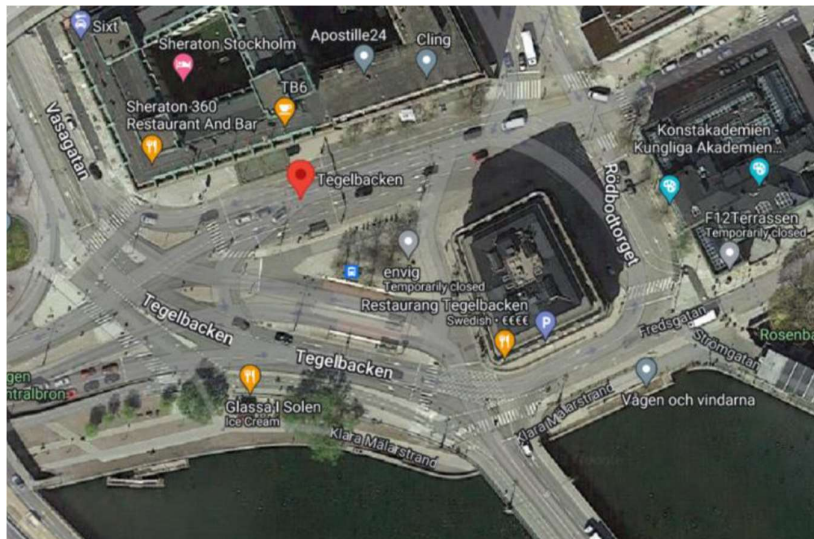 Sixt
Sheraton Stockholm
Apostille24
Cling
TB6
Sheraton 360
Restaurant And Bar
Vasagatan
Tegelbacken
Konstakademien
Kungliga Akademien...
Rödbodtorget
F12Terrassen
Temporarily closed
envig
Temporarily closed
Restaurang Tegelbacken
Swedish • €€€€
P
Tegelbacken
Tegelbacken
Fredsgatan
Strömgatan
Rosenba
gen
ntralbron
Glassa I Solen
Ice Cream
Klara Mälarstrand
Klara Mälarstrand
Vågen och vindarna